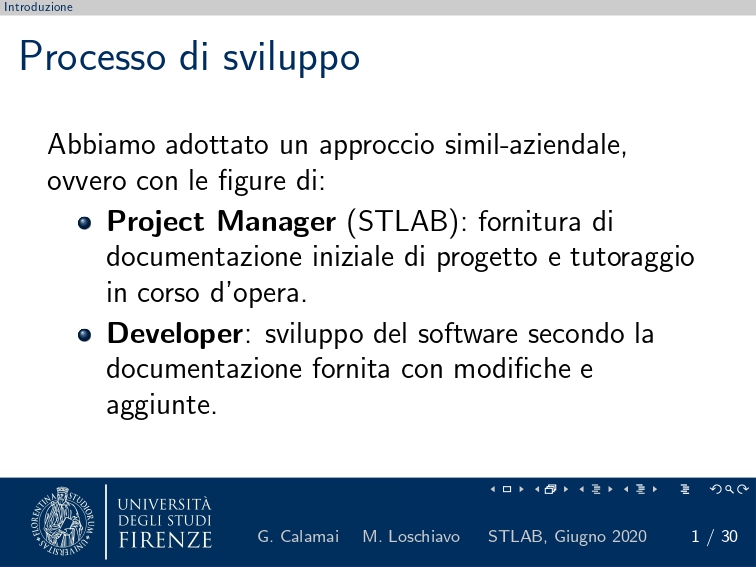 Introduzione
Processo di sviluppo
Abbiamo adottato un approccio simil-aziendale,
ovvero con le figure di:
Project Manager (STLAB): fornitura di
documentazione iniziale di progetto e tutoraggio
in corso d'opera.
Developer: sviluppo del software secondo la
documentazione fornita con modifiche e
aggiunte.
UNIVERSITÀ
DEGLI STUDI
FIRENZE
G. Calamai M. Loschiavo STLAB, Giugno 2020 1 / 30